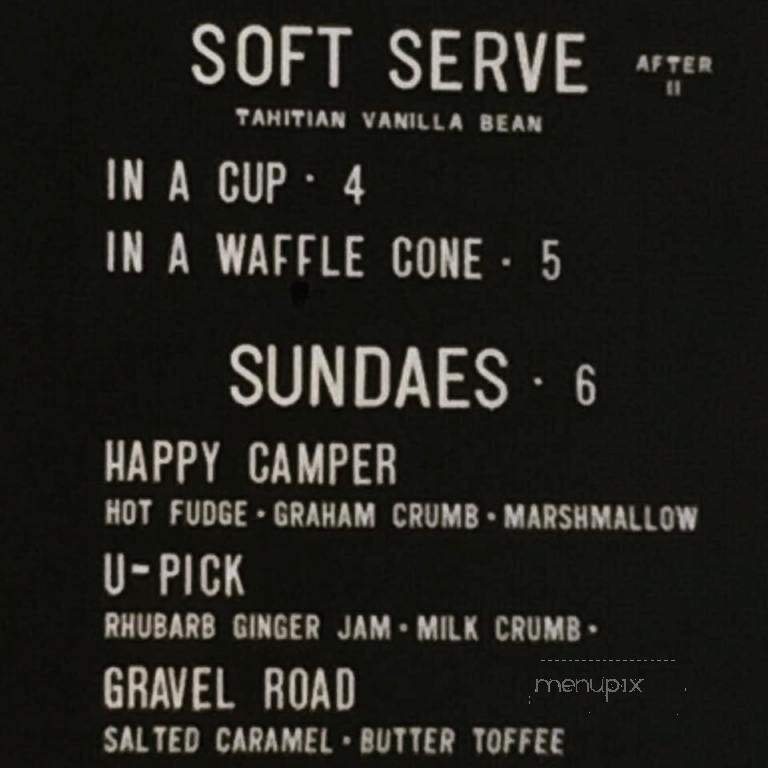 SOFT SERVE AFTER
11
TAHITIAN VANILLA BEAN
IN A CUP · 4
IN A WAFFLE CONE · 5
SUNDAES · 6
HAPPY CAMPER
HOT FUDGE · GRAHAM CRUMB · MARSHMALLOW
U-PICK
RHUBARB GINGER JAM · MILK CRUMB ·
GRAVEL ROAD
menupix
SALTED CARAMEL · BUTTER TOFFEE